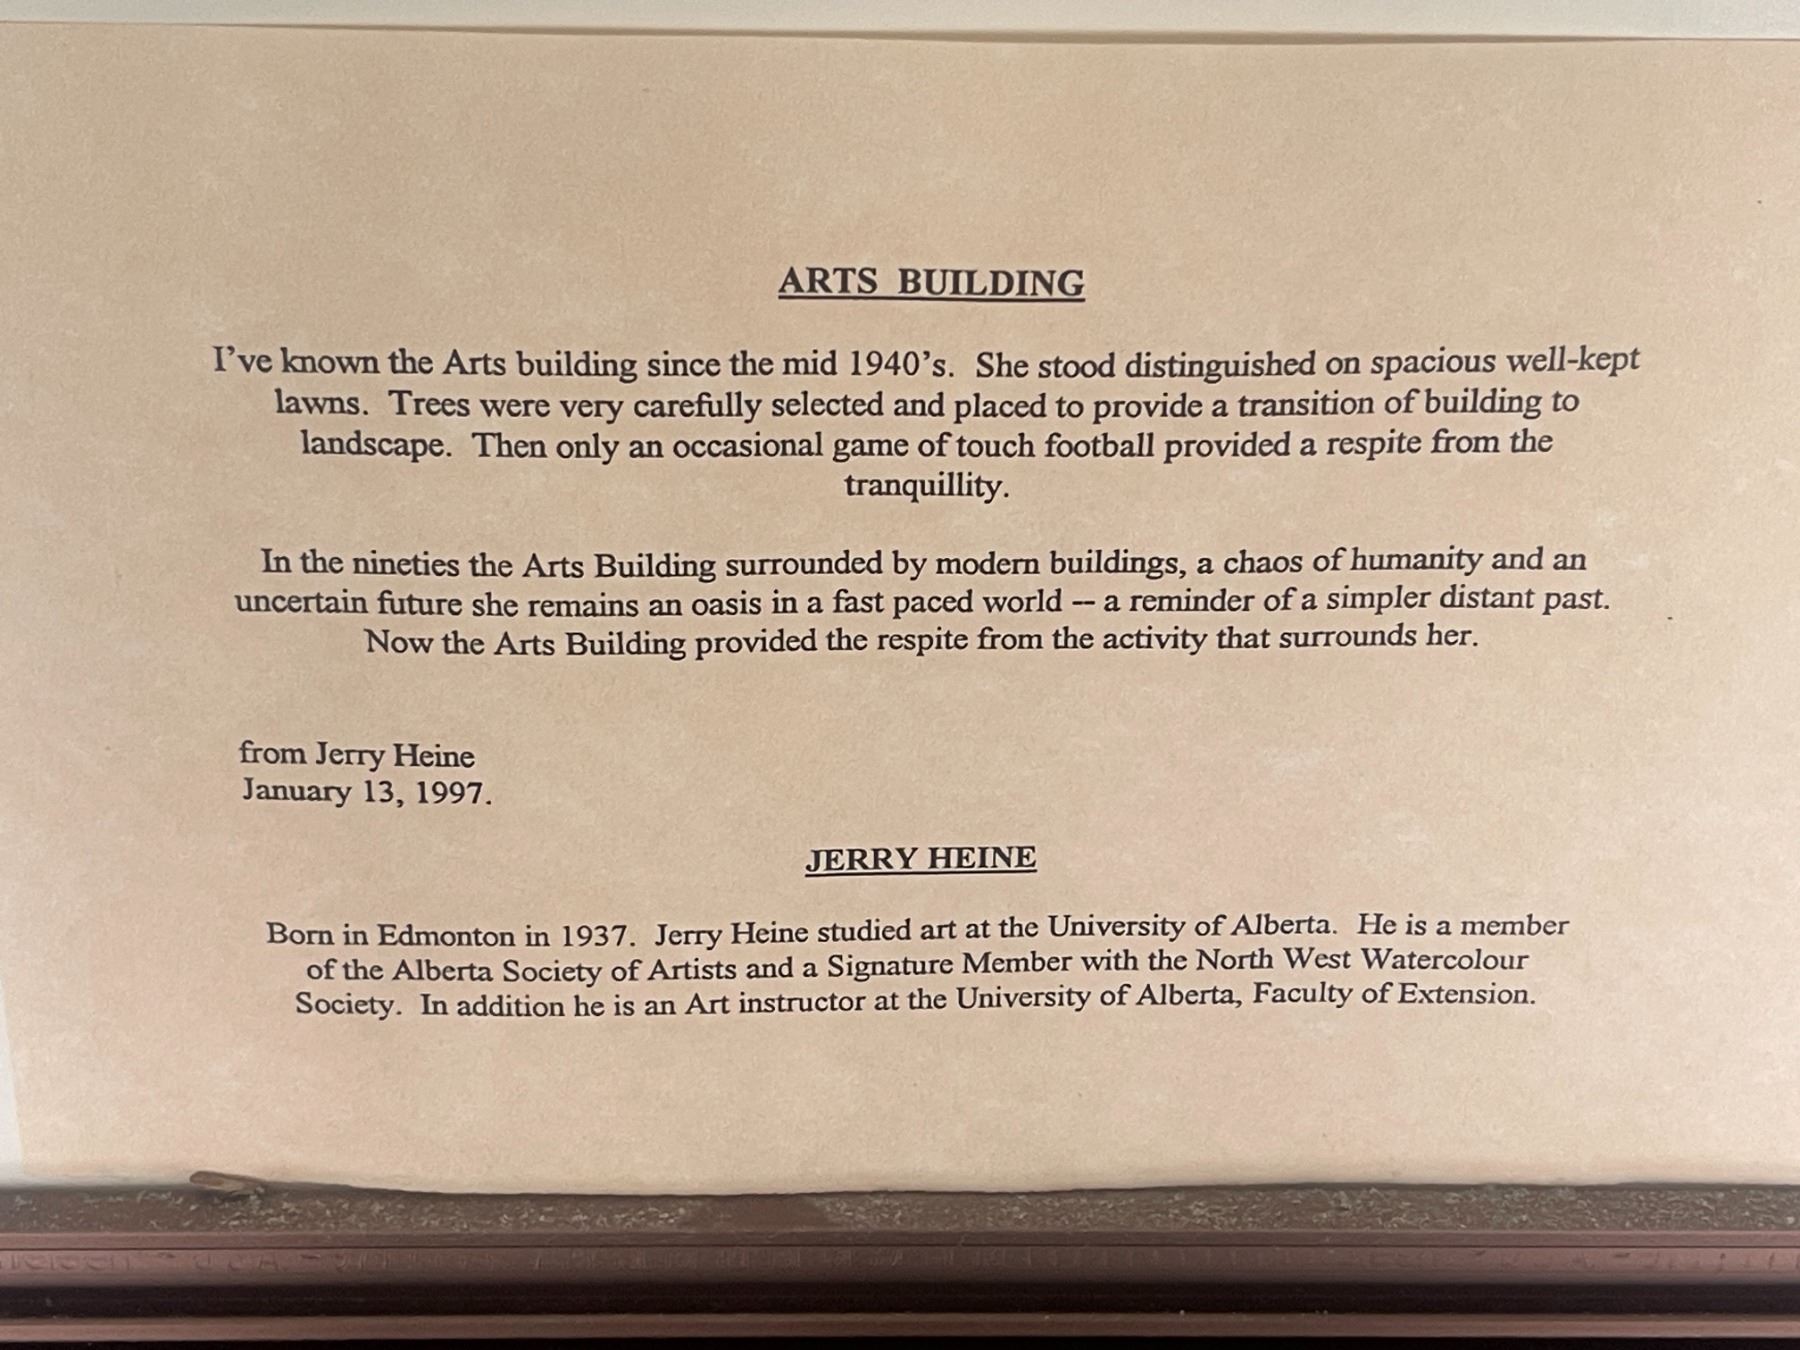 ARTS BUILDING
I've known the Arts building since the mid 1940's. She stood distinguished on spacious well-kept
lawns. Trees were very carefully selected and placed to provide a transition of building to
landscape. Then only an occasional game of touch football provided a respite from the
tranquillity.
In the nineties the Arts Building surrounded by modern buildings, a chaos of humanity and an
uncertain future she remains an oasis in a fast paced world -- a reminder of a simpler distant past.
Now the Arts Building provided the respite from the activity that surrounds her.
from Jerry Heine
January 13, 1997.
JERRY HEINE
Born in Edmonton in 1937. Jerry Heine studied art at the University of Alberta. He is a member
of the Alberta Society of Artists and a Signature Member with the North West Watercolour
Society. In addition he is an Art instructor at the University of Alberta, Faculty of Extension.